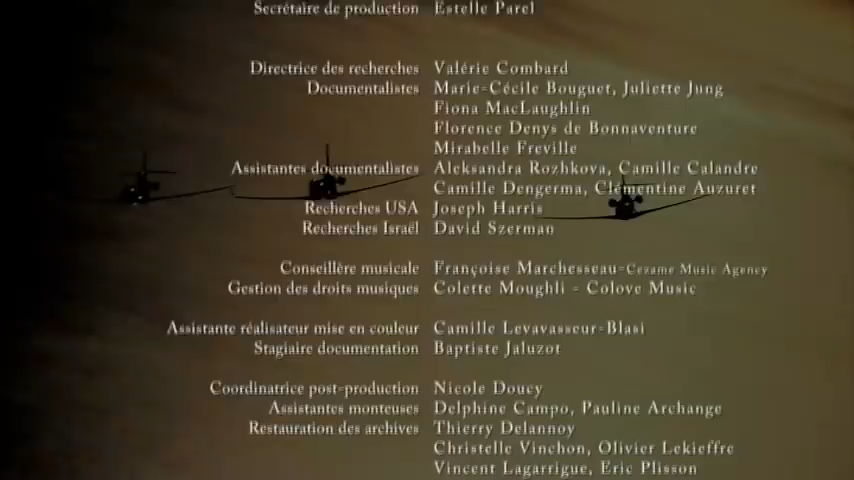 Secrétaire de production Estelle Parel
Directrice des recherches Valérie Combard
Documentalistes Marie-Cécile Bouguet, Juliette Jung
Fiona MacLaughlin
Florence Denys de Bonnaventure
Mirabelle Freville
Assistantes documentalistes Aleksandra Rozhkova, Camille Calandre
Camille Dengerma, Clémentine Auzuret
Recherches USA Joseph Harris
Recherches Israël David Szerman
Conseillère musicale Françoise Marchesseau-Cezame Music Agency
Gestion des droits musiques Colette Moughli - Colove Music
Assistante réalisateur mise en couleur Camille Levavasseur-Blasi
Stagiaire documentation Baptiste Jaluzot
Coordinatrice post-production Nicole Doucy
Assistantes monteuses Delphine Campo, Pauline Archange
Restauration des archives Thierry Delannoy
Christelle Vinchon, Olivier Lekieffre
Vincent Lagarrigue, Eric Plisson